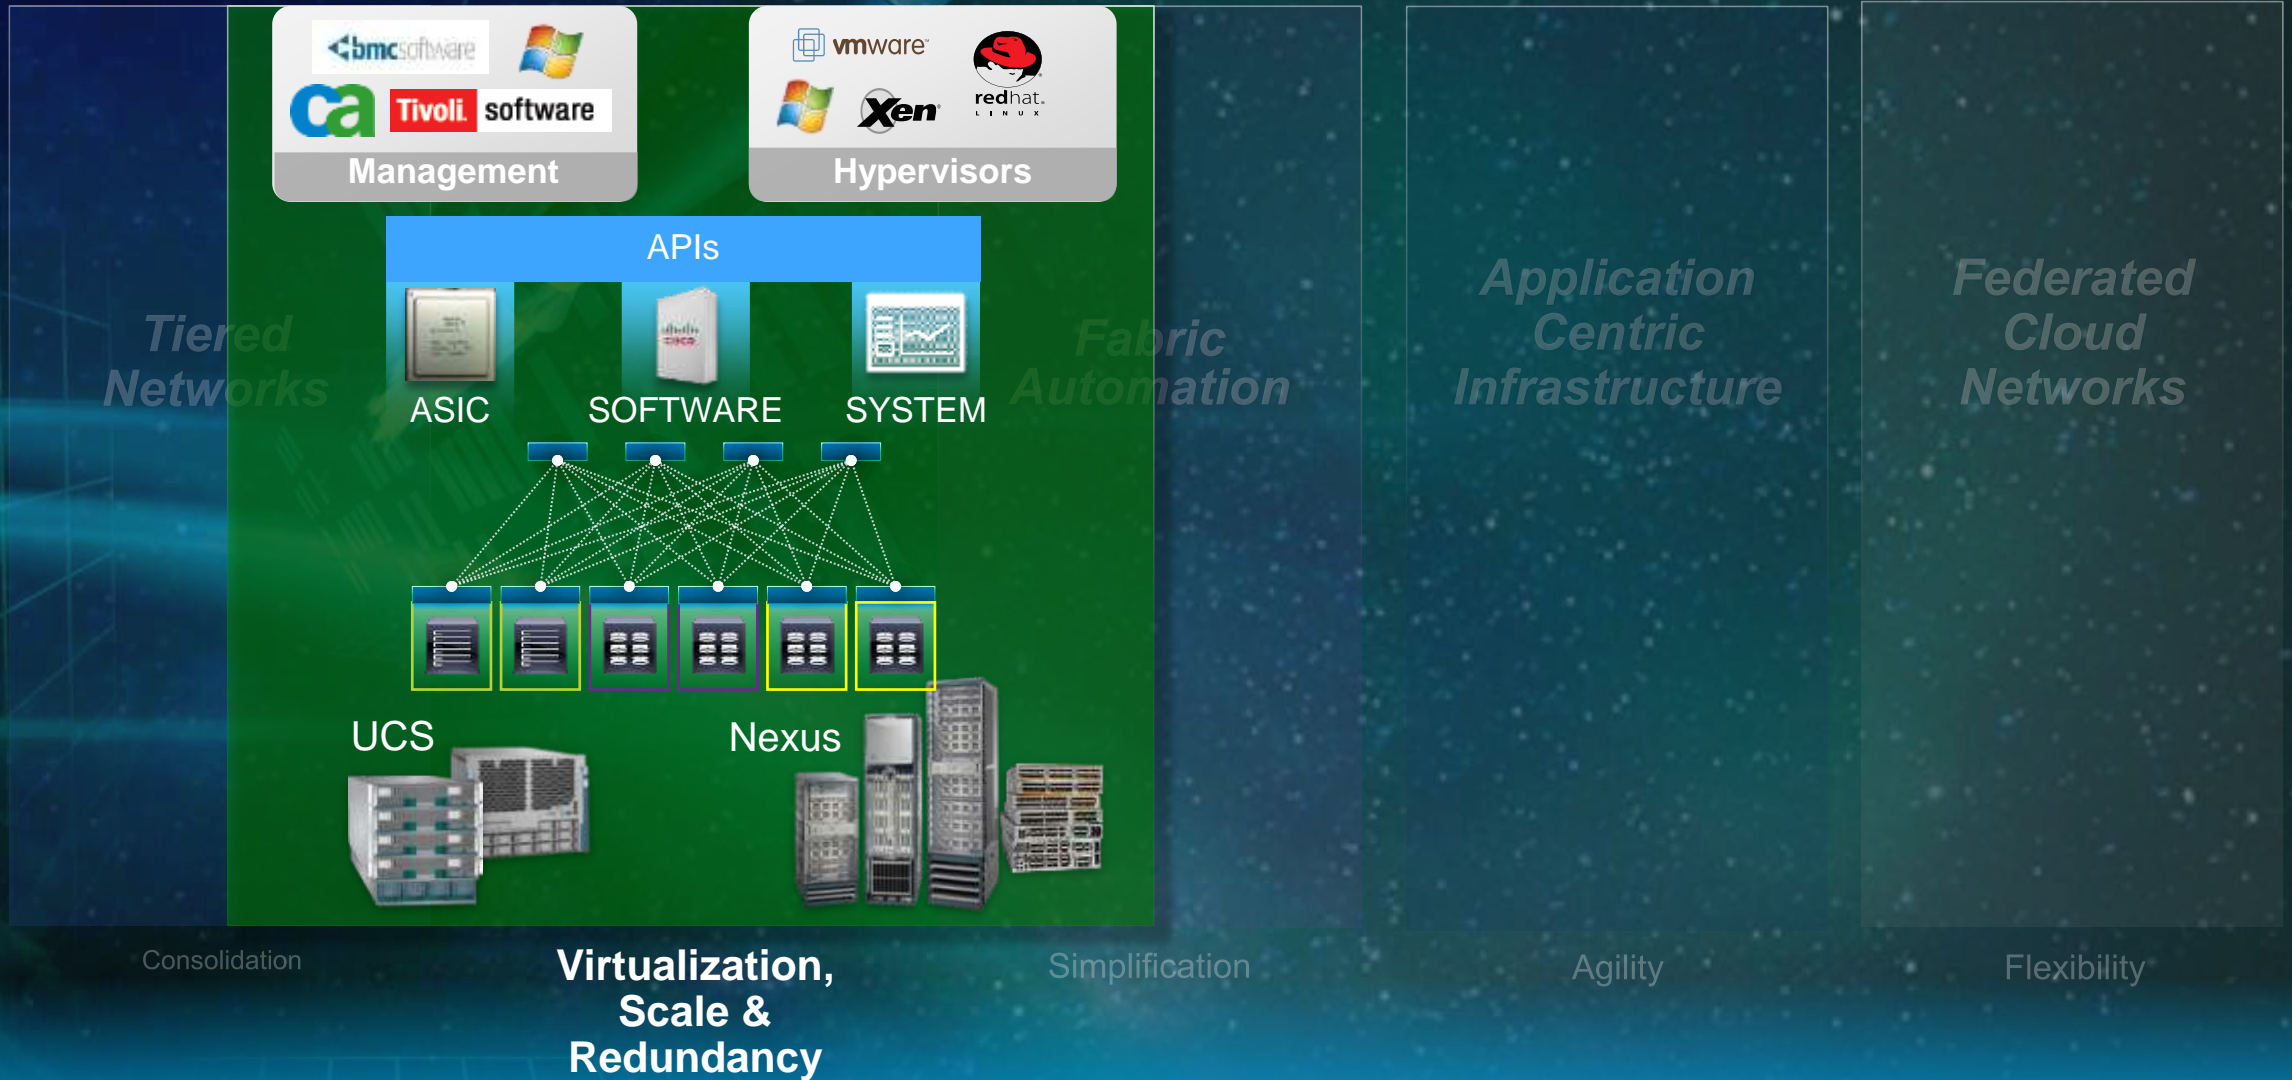 bmcsoftware
ca
Tivoli. software
Management
vmware
redhat.
LINUX
Xen
Hypervisors
APIs
CISCO
ASIC
SOFTWARE
SYSTEM
Tiered
Networks
Fabric
Automation
Application
Centric
Infrastructure
Federated
Cloud
Networks
UCS
Nexus
Consolidation
Virtualization,
Scale &
Redundancy
Simplification
Agility
Flexibility